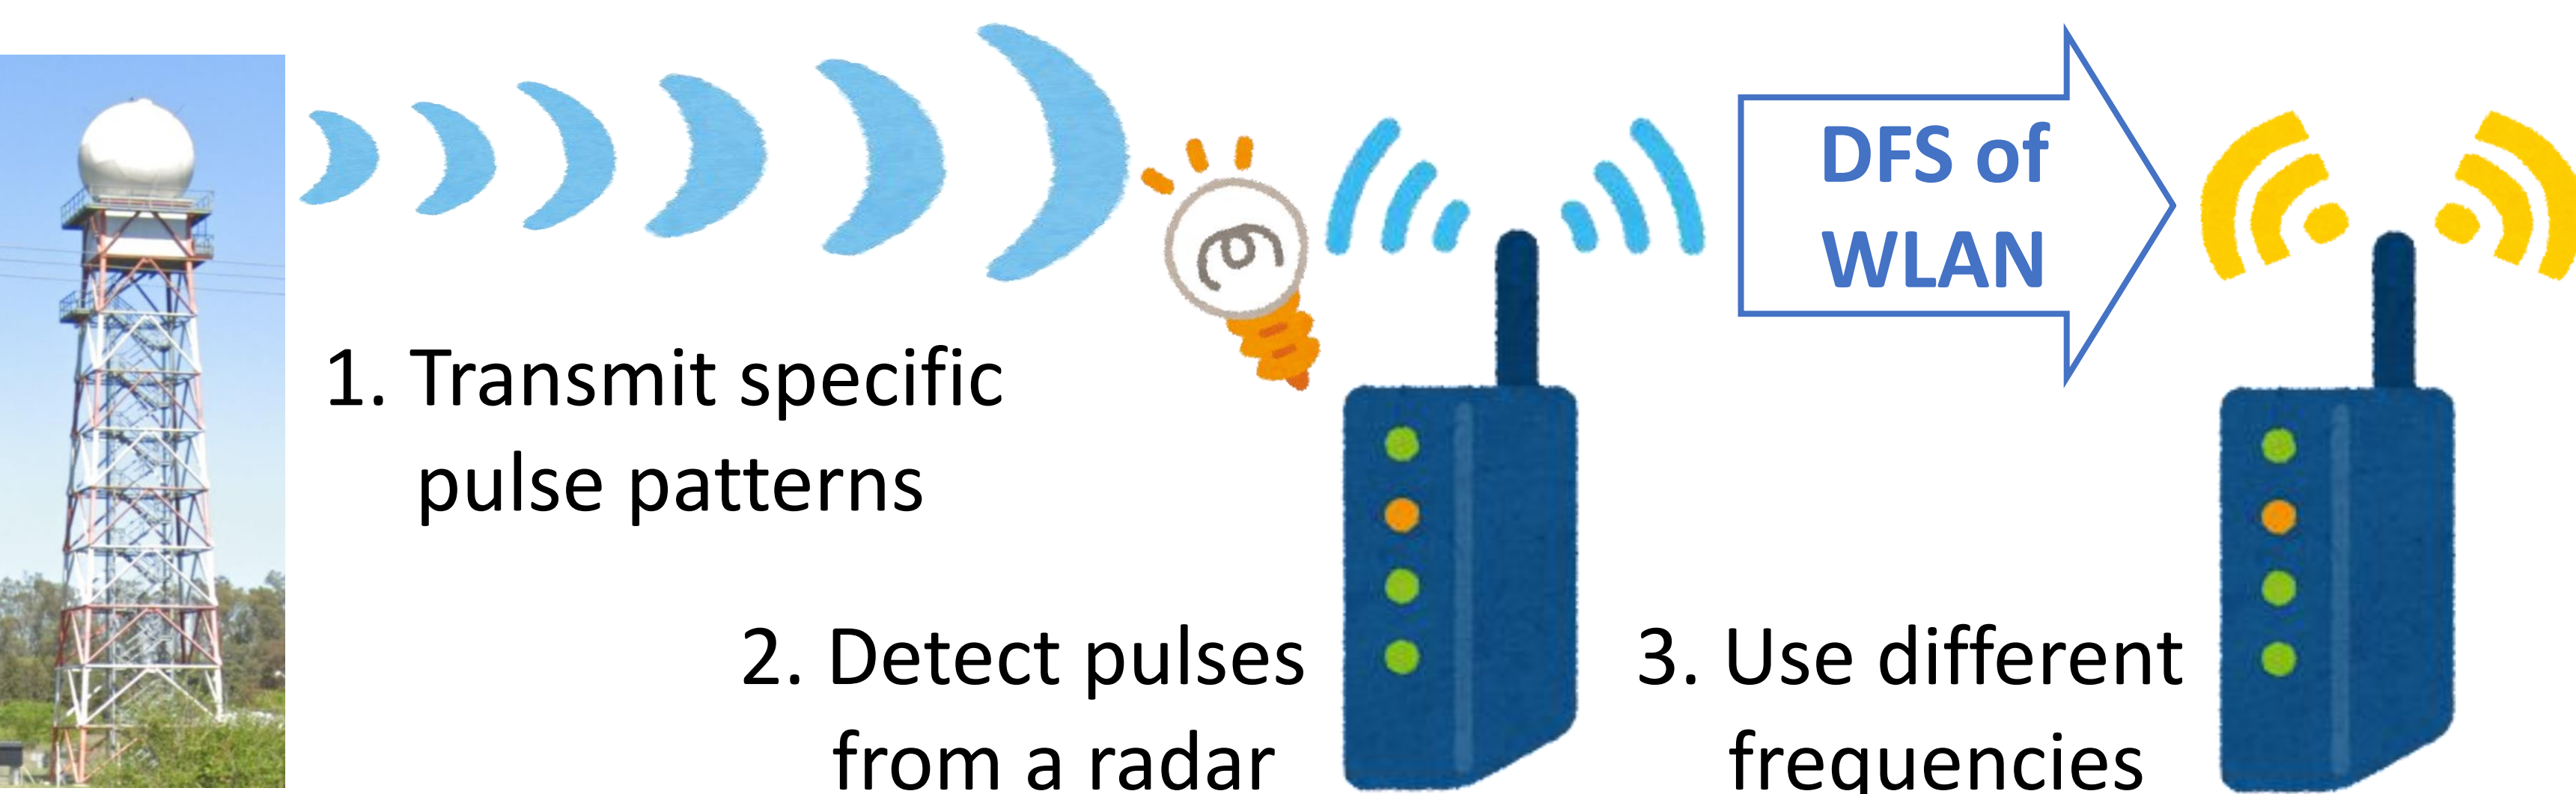 1. Transmit specific
pulse patterns
2. Detect pulses
from a radar
DFS of
WLAN
3. Use different
frequencies